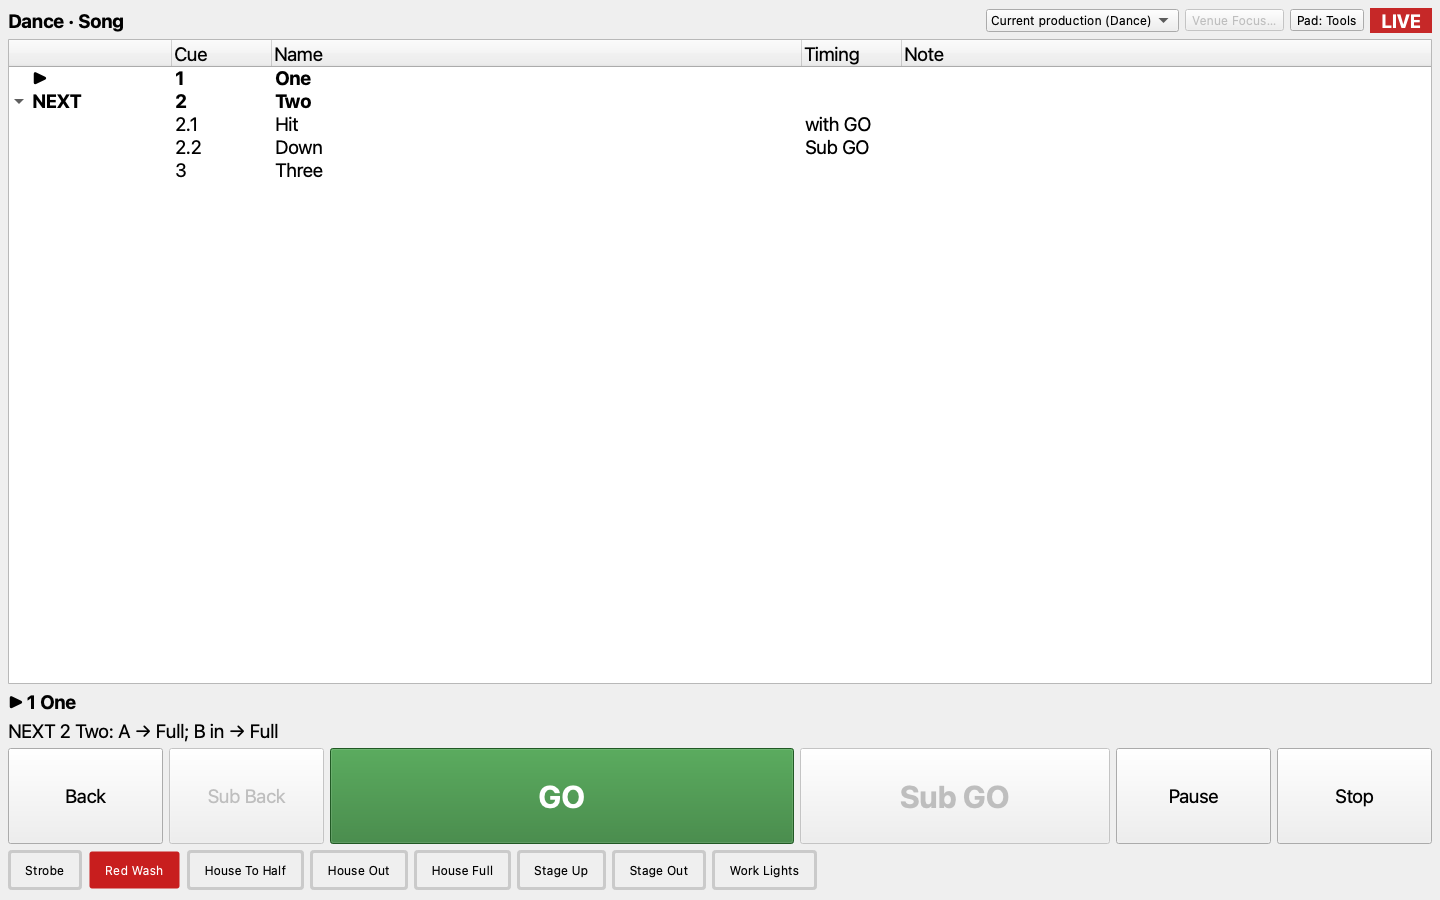 Dance · Song Current production (Dance) Venue Focus... Pad: Tools LIVE
Cue Name Timing Note
▶ 1 One
NEXT 2 Two
2.1 Hit with GO
2.2 Down Sub GO
3 Three
▶ 1 One
NEXT 2 Two: A → Full; B in → Full
Back Sub Back GO Sub GO Pause Stop
Strobe Red Wash House To Half House Out House Full Stage Up Stage Out Work Lights